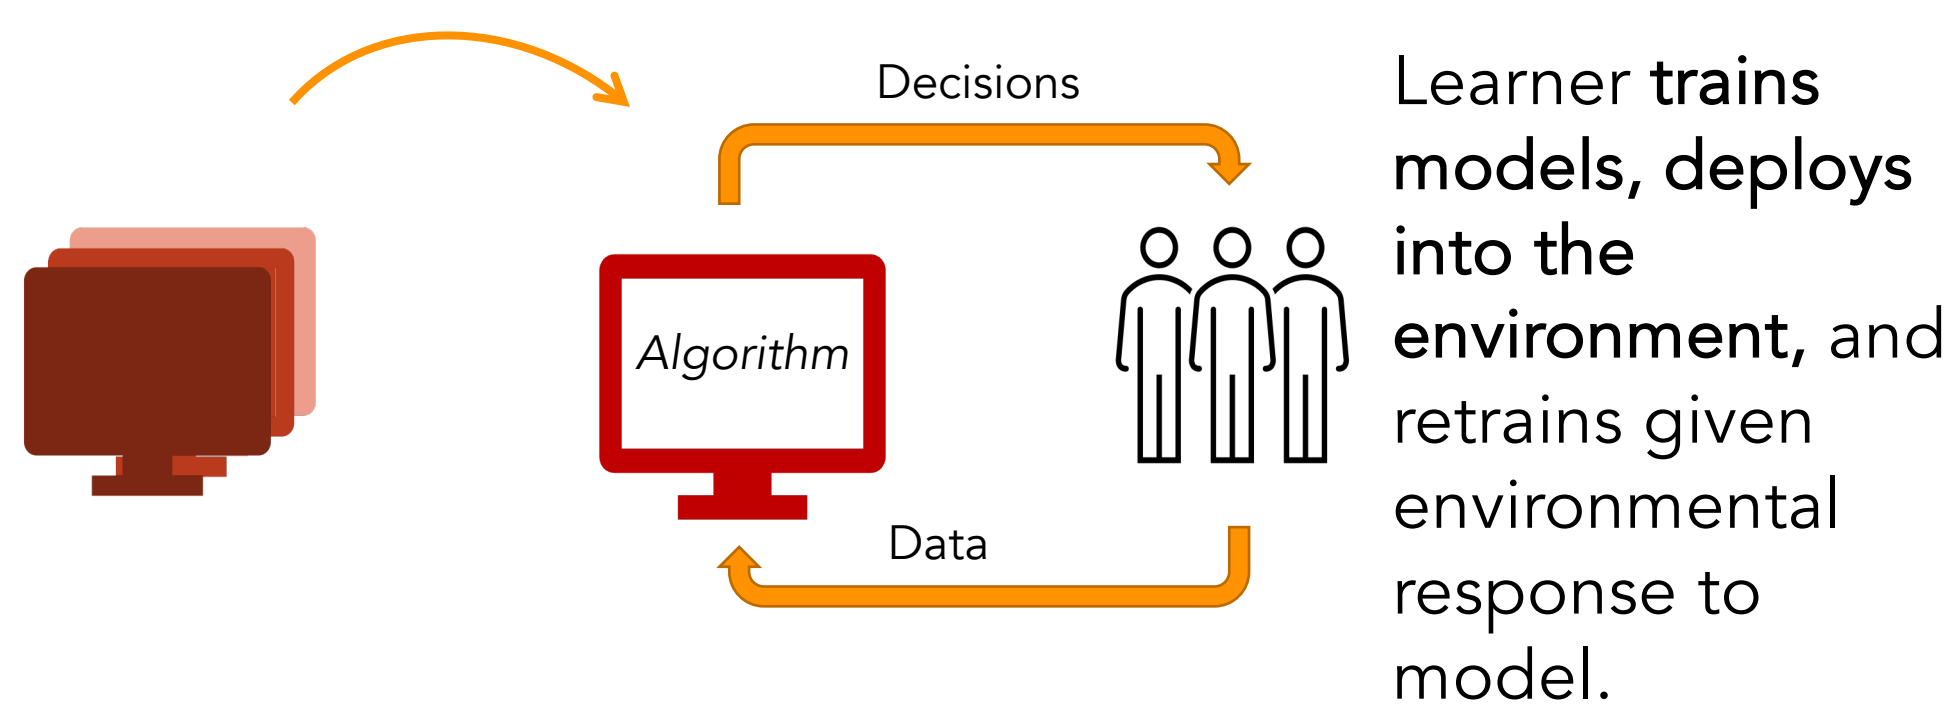 Decisions
Algorithm
Data
Learner trains
models, deploys
into the
environment, and
retrains given
environmental
response to
model.